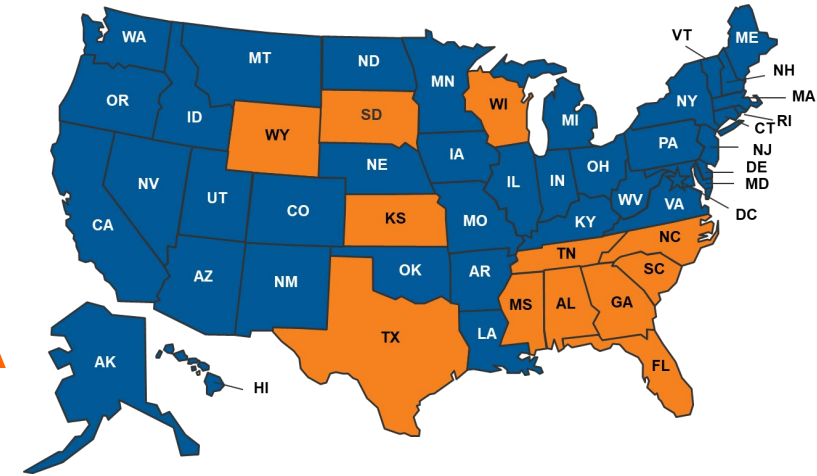 WA
MT
ND
MN
VT
ME
NH
OR
ID
WY
SD
WI
MI
NY
MA
RI
CT
NV
UT
CO
NE
IA
IL
IN
OH
PA
NJ
DE
MD
DC
CA
AZ
NM
KS
MO
KY
WV
VA
OK
AR
TN
NC
SC
TX
LA
MS
AL
GA
FL
AK
HI